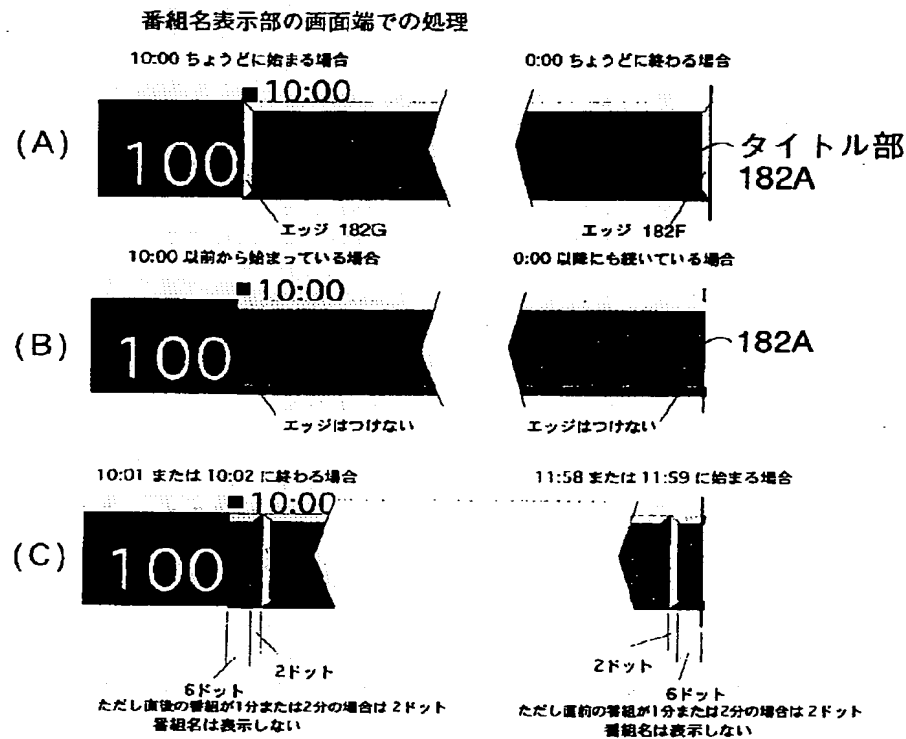 番組名表示部の画面端での処理
10:00 ちょうどに始まる場合
0:00 ちょうどに終わる場合
10:00
(A)
100
タイトル部
182A
エッジ 182G
エッジ 182F
10:00 以前から始まっている場合
0:00 以降にも続いている場合
10:00
(B)
100
182A
エッジはつけない
エッジはつけない
10:01 または 10:02 に終わる場合
11:58 または 11:59 に始まる場合
10:00
(C)
100
2ドット
2ドット
6ドット
6ドット
ただし直後の番組が1分または2分の場合は 2ドット
番組名は表示しない
ただし直前の番組が1分または2分の場合は 2ドット
番組名は表示しない